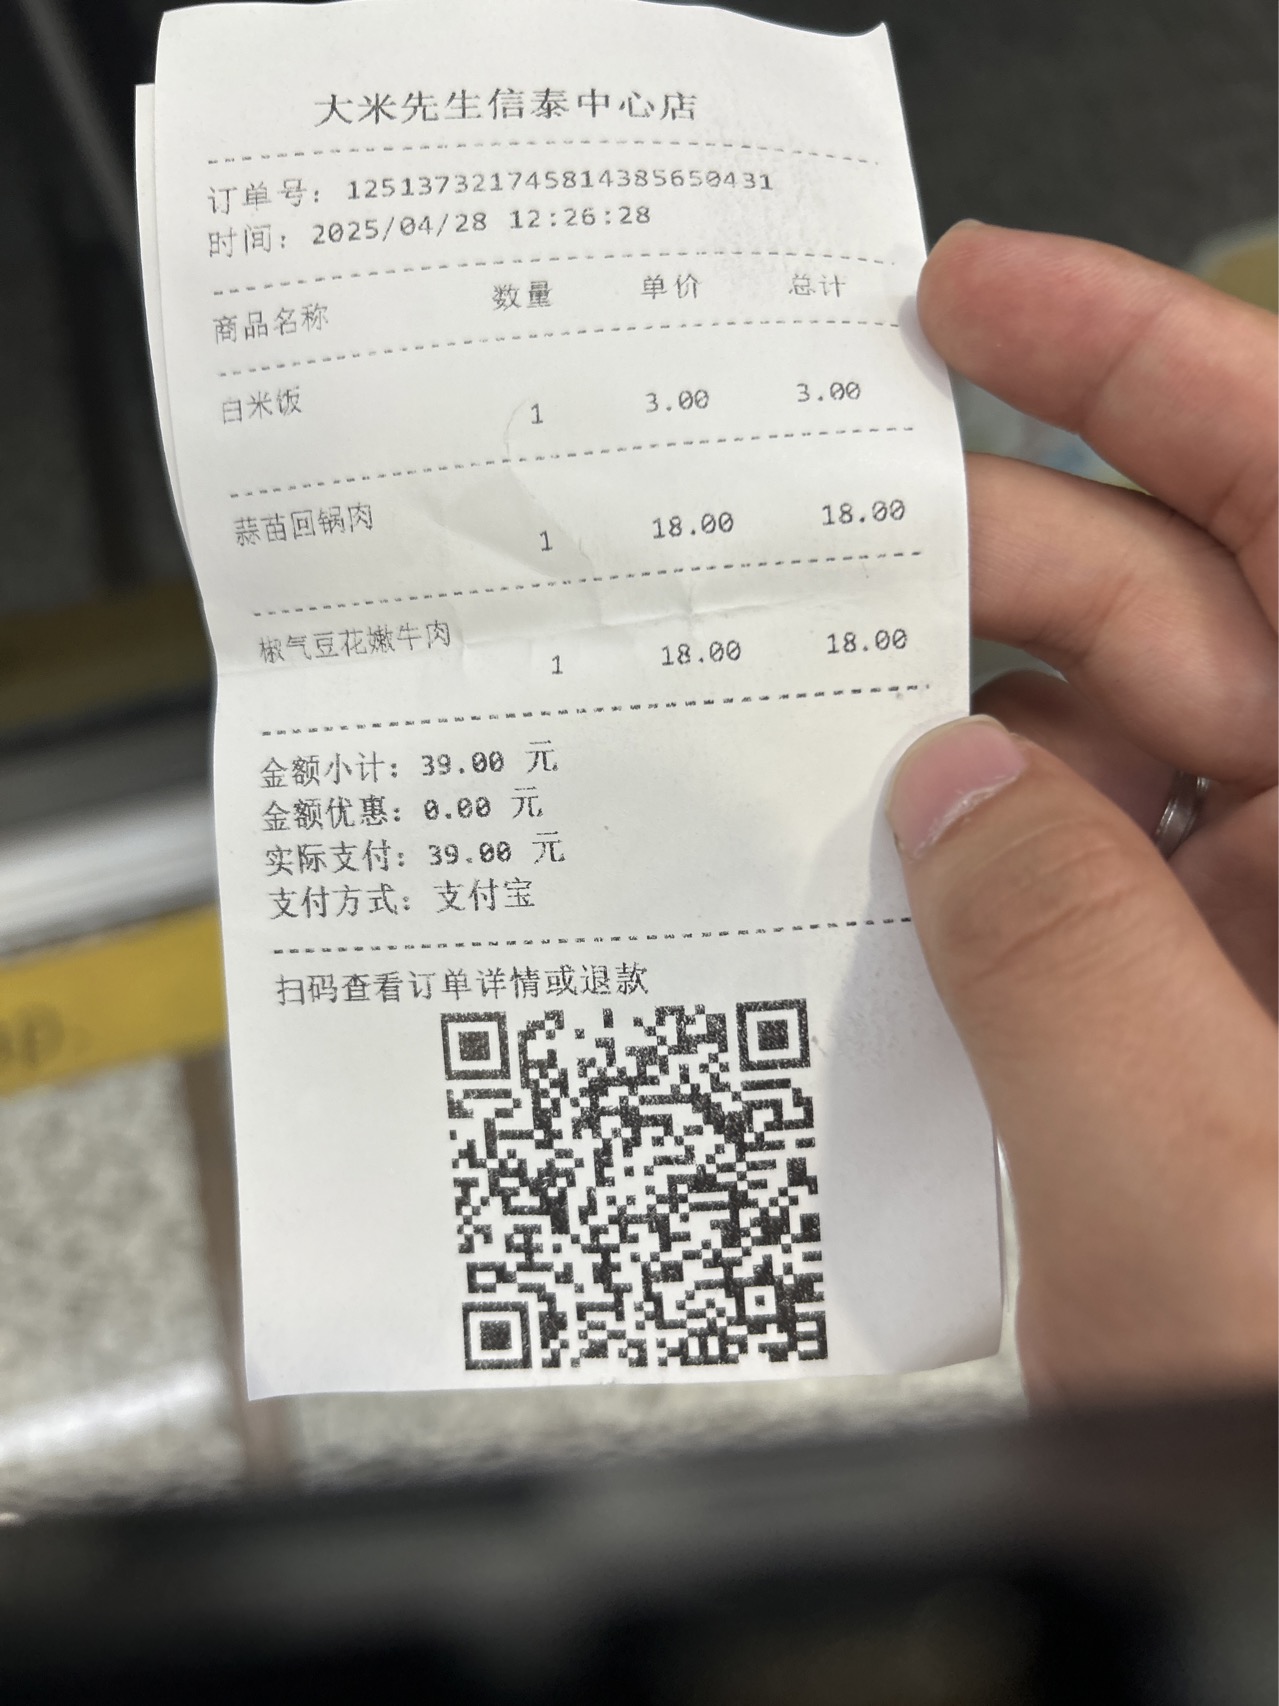 大米先生信泰中心店
订单号: 1251373217458143856​50431
时间: 2025/04/28 12:26:28
商品名称 数量 单价 总计
白米饭 1 3.00 3.00
蒜苗回锅肉 1 18.00 18.00
椒气豆花嫩牛肉 1 18.00 18.00
金额小计: 39.00 元
金额优惠: 0.00 元
实际支付: 39.00 元
支付方式: 支付宝
扫码查看订单详情或退款